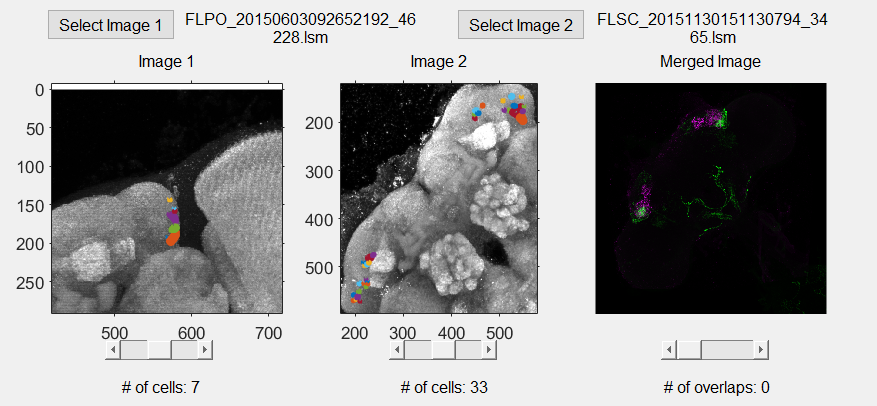 Select Image 1
FLPO_20150603092652192_46
228.lsm
Select Image 2
FLSC_20151130151130794_34
65.lsm
Image 1
Image 2
Merged Image
0
50
100
150
200
250
500
600
700
200
300
400
500
200
300
400
500
# of cells: 7
# of cells: 33
# of overlaps: 0